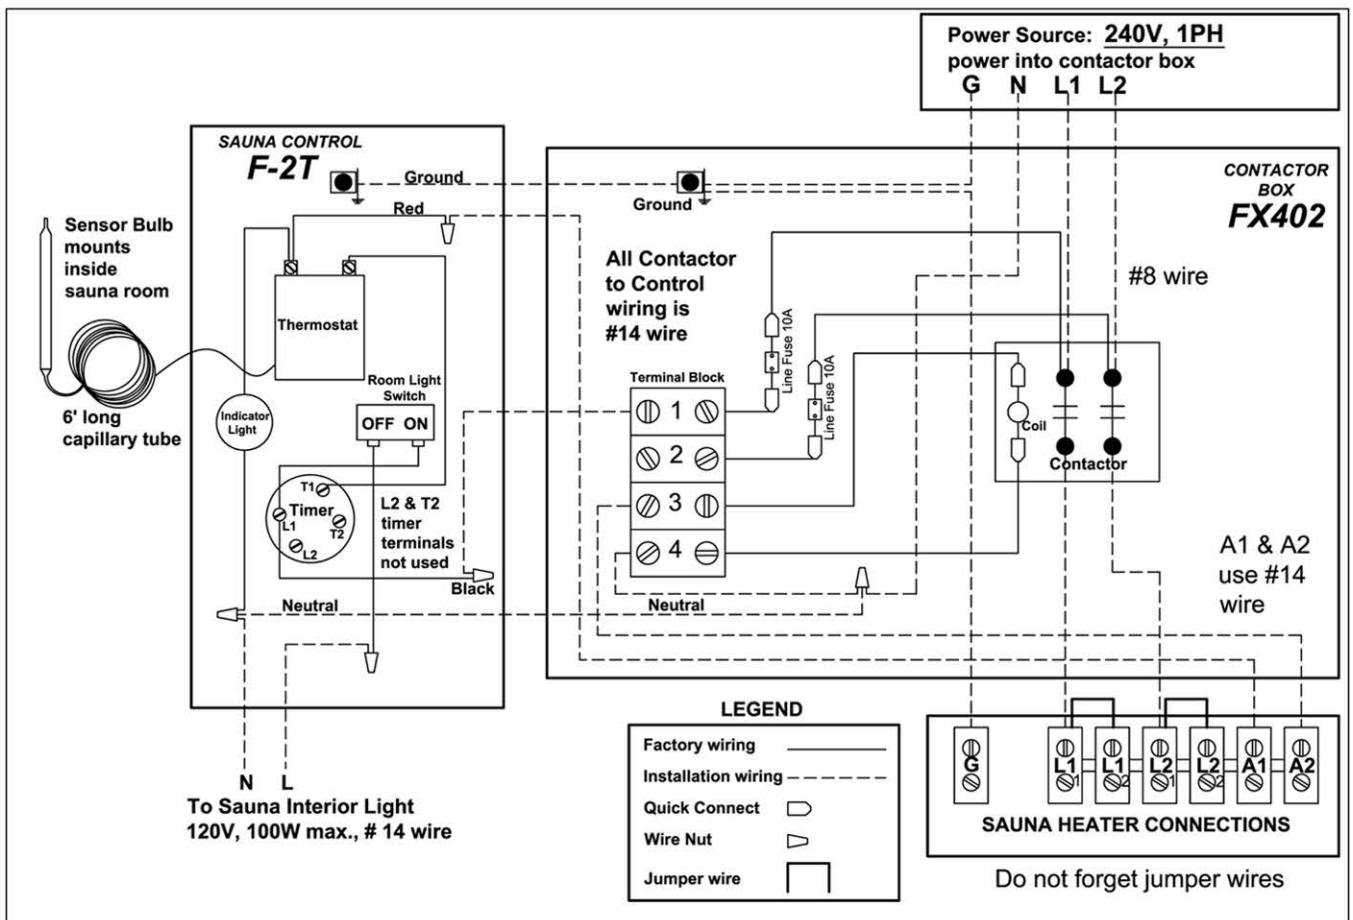 Power Source: 240V, 1PH
power into contactor box
G N L1 L2
SAUNA CONTROL
F-2T
Ground
Red
Ground
CONTACTOR
BOX
FX402
Sensor Bulb
mounts
inside
sauna room
6' long
capillary tube
Thermostat
Room Light
Switch
OFF ON
Indicator
Light
T1
Timer
L1
T2
L2
L2 & T2
timer
terminals
not used
Black
Neutral
N L
To Sauna Interior Light
120V, 100W max., # 14 wire
All Contactor
to Control
wiring is
#14 wire
Line Fuse 10A
Line Fuse 10A
Terminal Block
1
2
3
4
Neutral
#8 wire
Coil
Contactor
A1 & A2
use #14
wire
LEGEND
Factory wiring
Installation wiring
Quick Connect
Wire Nut
Jumper wire
G L1 L1 L2 L2 A1 A2
1 2 1 2
SAUNA HEATER CONNECTIONS
Do not forget jumper wires